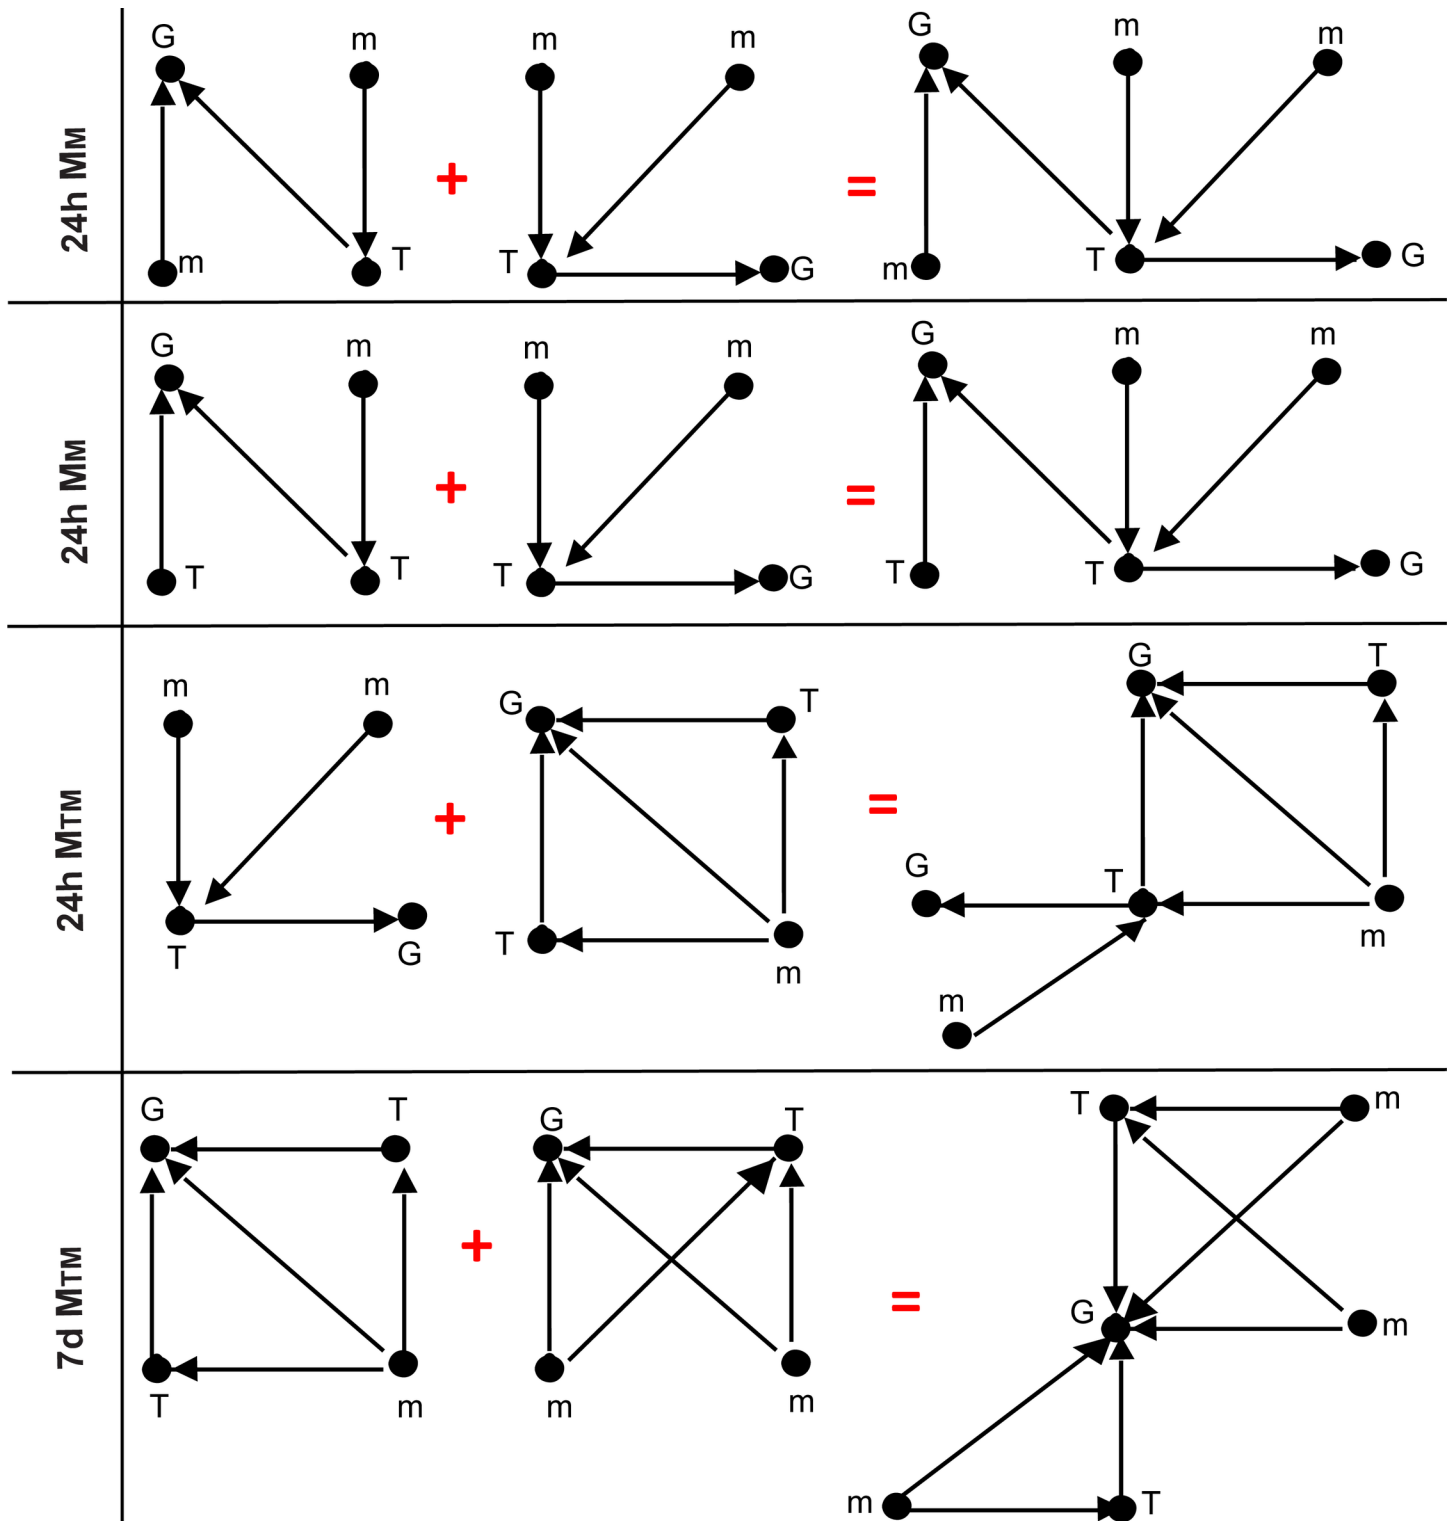 24h MM
G m m m G m m
+ =
m T T G m T G
24h MM
G m m m G m m
+ =
T T T G T T G
24h MTM
m m G T G T
+ =
T G T m G T m
m
7d MTM
G T G T T m
+ =
T m m m G m
m T